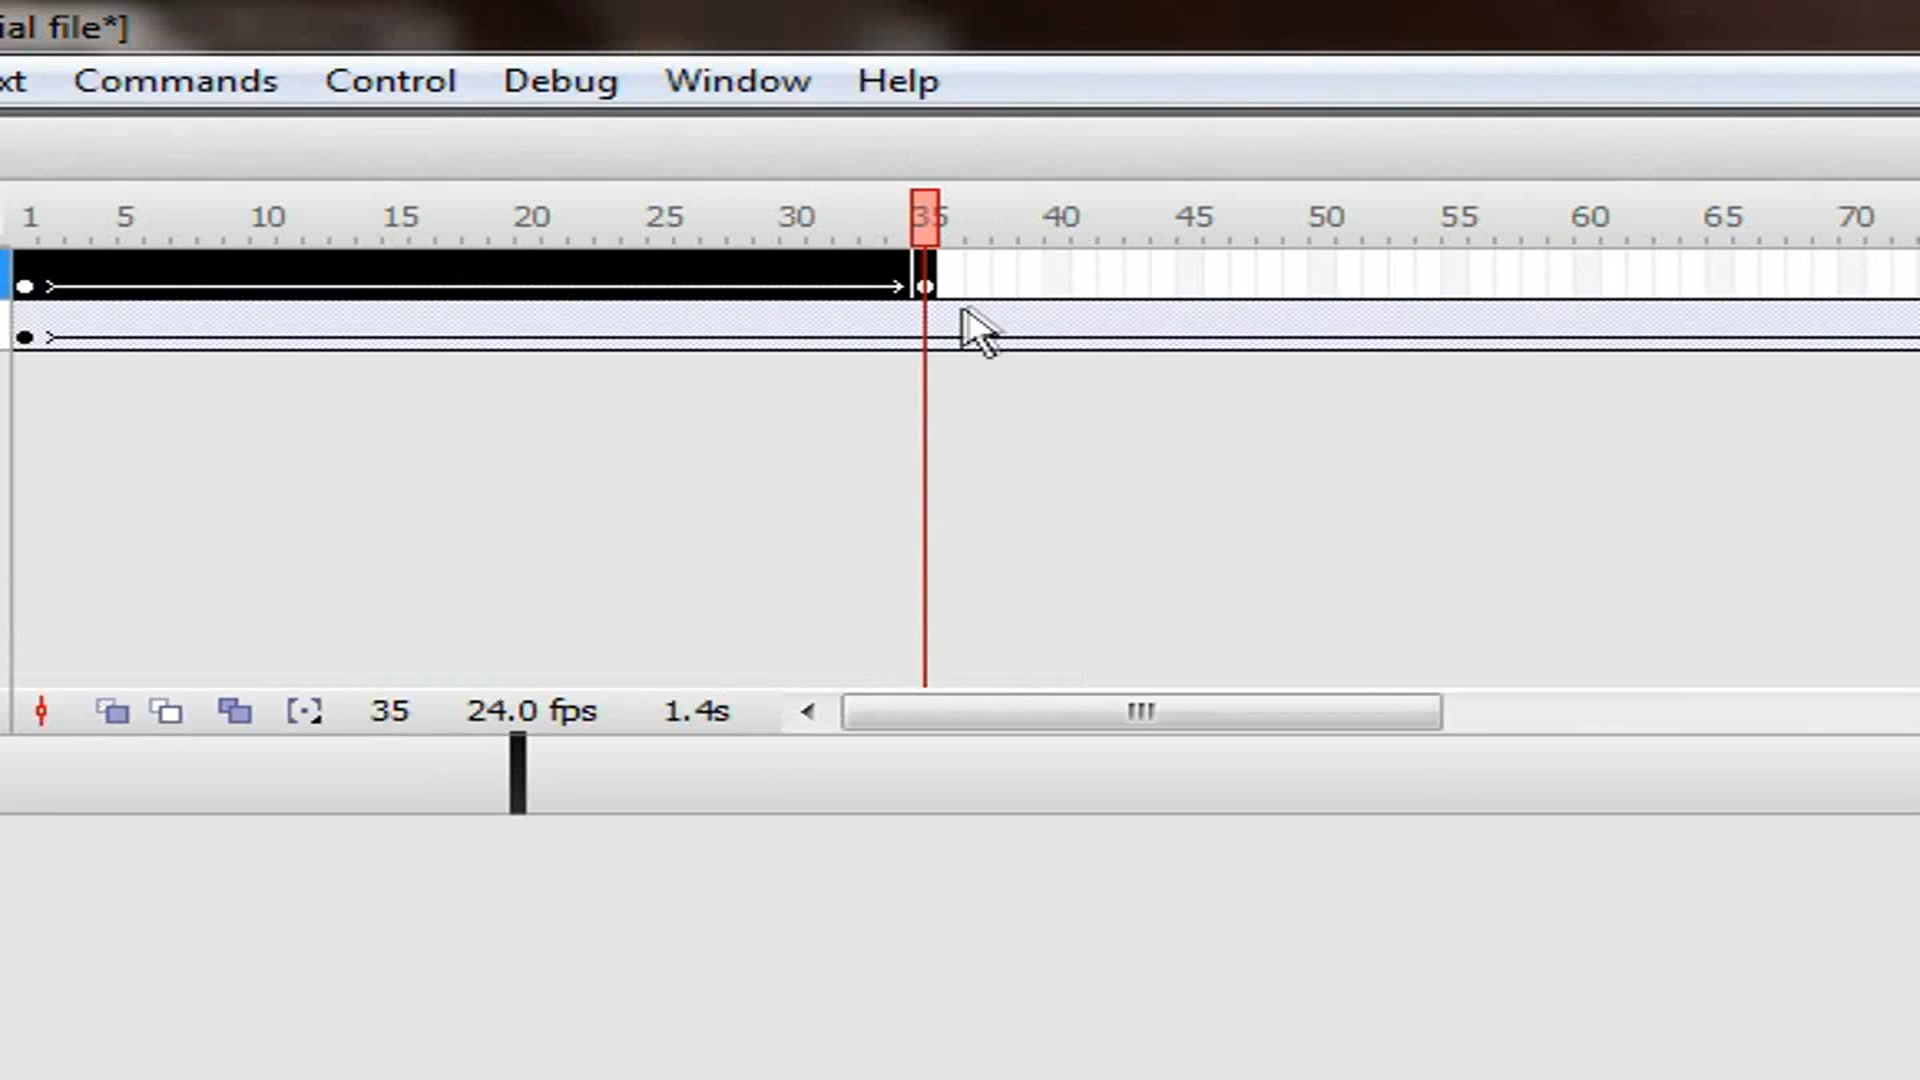 ial file*]
xt Commands Control Debug Window Help
1 5 10 15 20 25 30 35 40 45 50 55 60 65 70
35 24.0 fps 1.4s